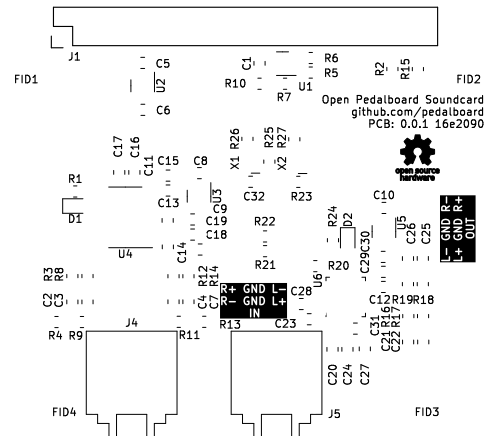 J1
C5
C1
R6
R5
R2
R15
FID1
U2
R10
R7
U1
FID2
C6
Open Pedalboard Soundcard
github.com/pedalboard
PCB: 0.0.1 16e2090
R26
R25
R27
C17
C16
C11
C15
C8
X1
X2
open source
hardware
R1
C32
R23
C10
D1
C13
U3
C9
C19
C18
R22
R24
D2
C30
U5
C26
C25
L- GND R-
L+ GND R+
OUT
U4
C14
R21
U6
R20
C29
R3
R8
R12
R14
R+ GND L-
R- GND L+
IN
C28
C12
R19
R18
C2
C3
C4
C7
R16
R17
R4
R9
J4
R11
R13
C23
C31
C21
C22
C20
C24
C27
FID4
J5
FID3